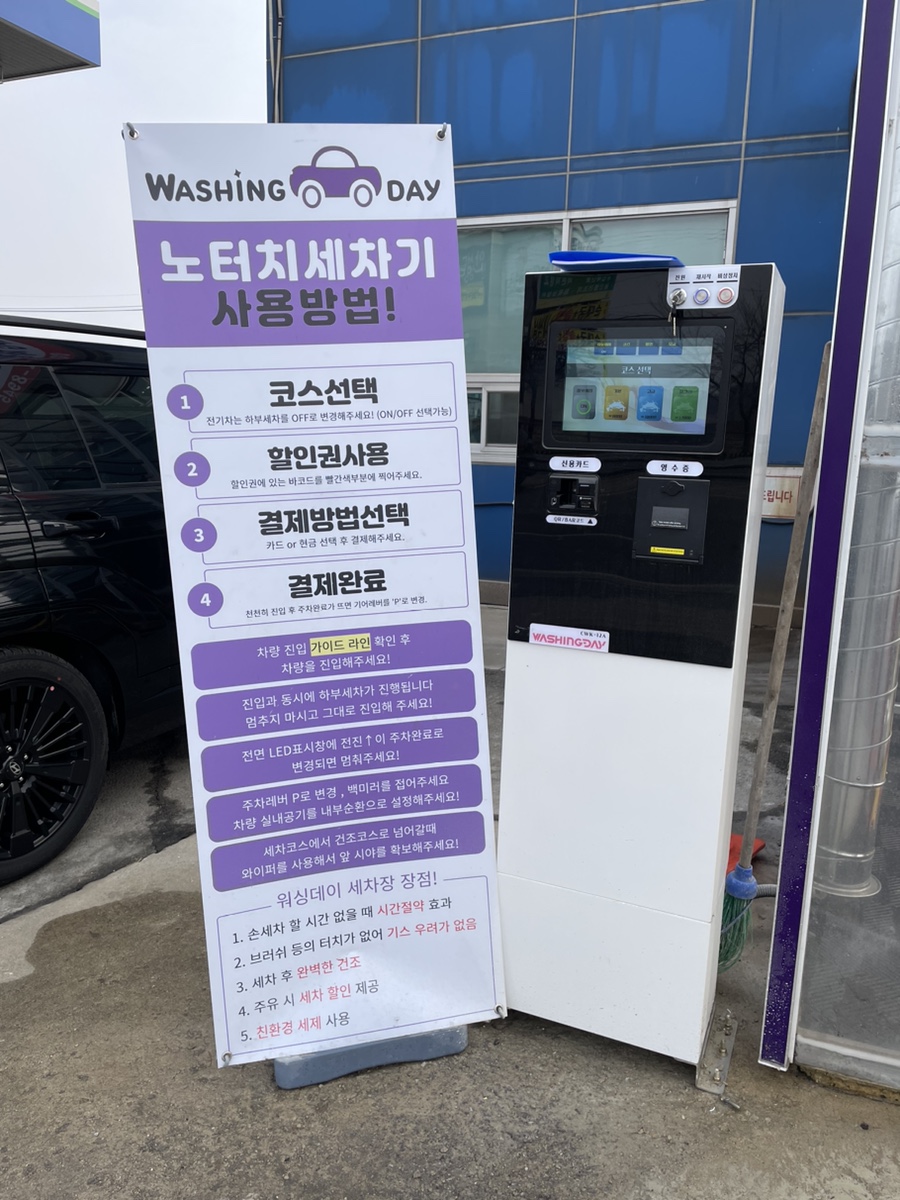 WASHING DAY
노터치세차기
사용방법!
1 코스선택
전기차는 하부세차를 OFF로 변경해주세요! (ON/OFF 선택가능)
2 할인권사용
할인권에 있는 바코드를 빨간색부분에 찍어주세요.
3 결제방법선택
카드 or 현금 선택 후 결제해주세요.
4 결제완료
천천히 진입 후 주차완료가 뜨면 기어레버를 'P'로 변경.
차량 진입 가이드 라인 확인 후
차량을 진입해주세요!
진입과 동시에 하부세차가 진행됩니다
멈추지 마시고 그대로 진입해 주세요!
전면 LED표시창에 전진↑이 주차완료로
변경되면 멈춰주세요!
주차레버 P로 변경 , 백미러를 접어주세요
차량 실내공기를 내부순환으로 설정해주세요!
세차코스에서 건조코스로 넘어갈때
와이퍼를 사용해서 앞 시야를 확보해주세요!
워싱데이 세차장 장점!
1. 손세차 할 시간 없을 때 시간절약 효과
2. 브러쉬 등의 터치가 없어 기스 우려가 없음
3. 세차 후 완벽한 건조
4. 주유 시 세차 할인 제공
5. 친환경 세제 사용
전원 재시작 비상정지
코스 선택
신용카드
영수증
QR/BARCODE ▲
CWK-12A
WASHINGDAY
드립니다